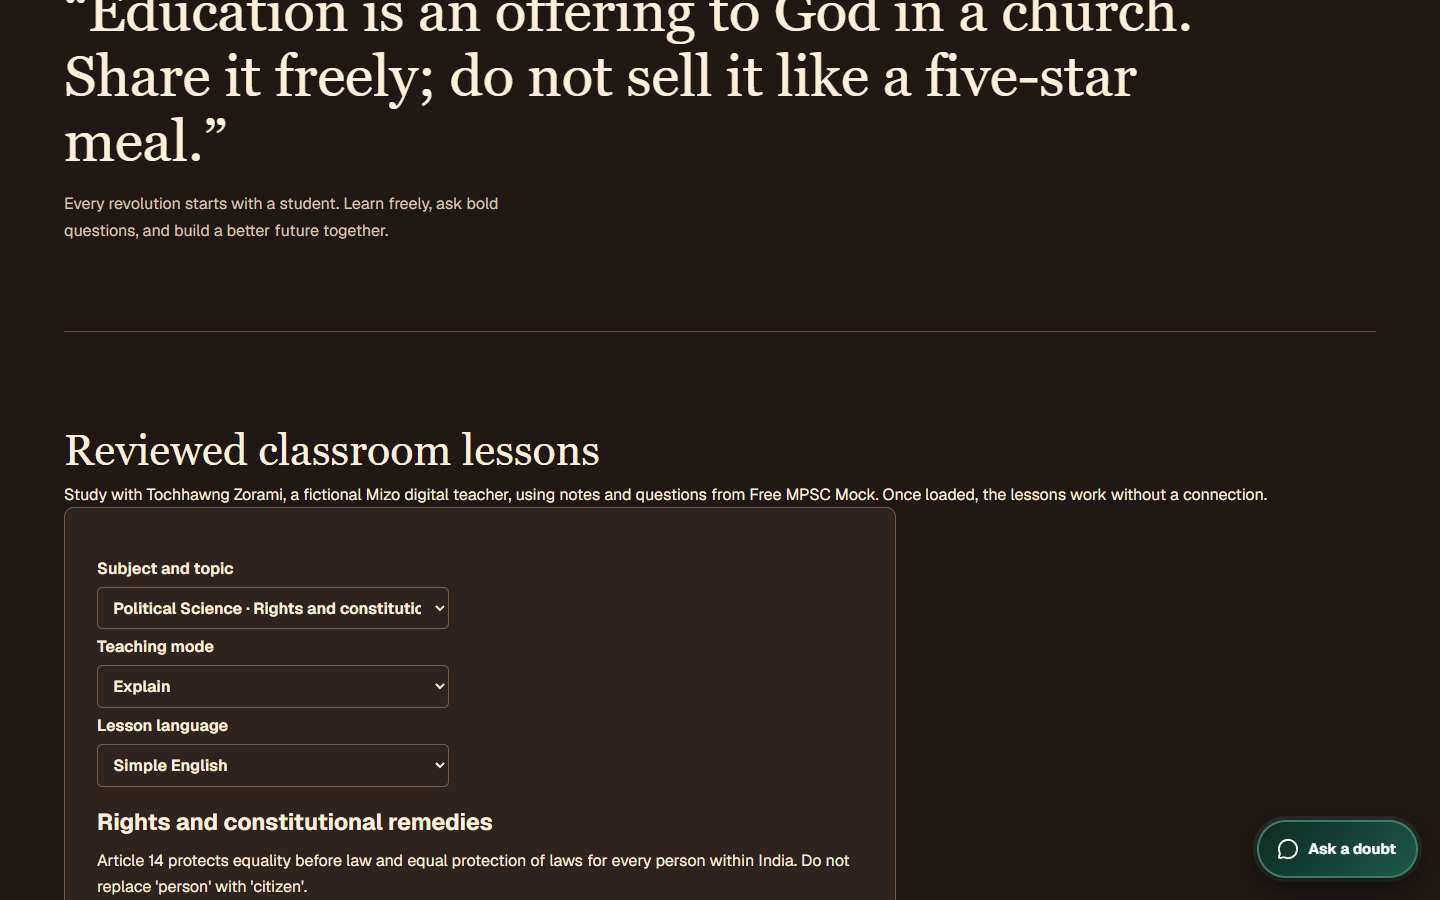 “Education is an offering to God in a church.
Share it freely; do not sell it like a five-star
meal.”
Every revolution starts with a student. Learn freely, ask bold
questions, and build a better future together.
Reviewed classroom lessons
Study with Tochhawng Zorami, a fictional Mizo digital teacher, using notes and questions from Free MPSC Mock. Once loaded, the lessons work without a connection.
Subject and topic
Political Science · Rights and constitutic
Teaching mode
Explain
Lesson language
Simple English
Rights and constitutional remedies
Article 14 protects equality before law and equal protection of laws for every person within India. Do not
replace 'person' with 'citizen'.
Ask a doubt